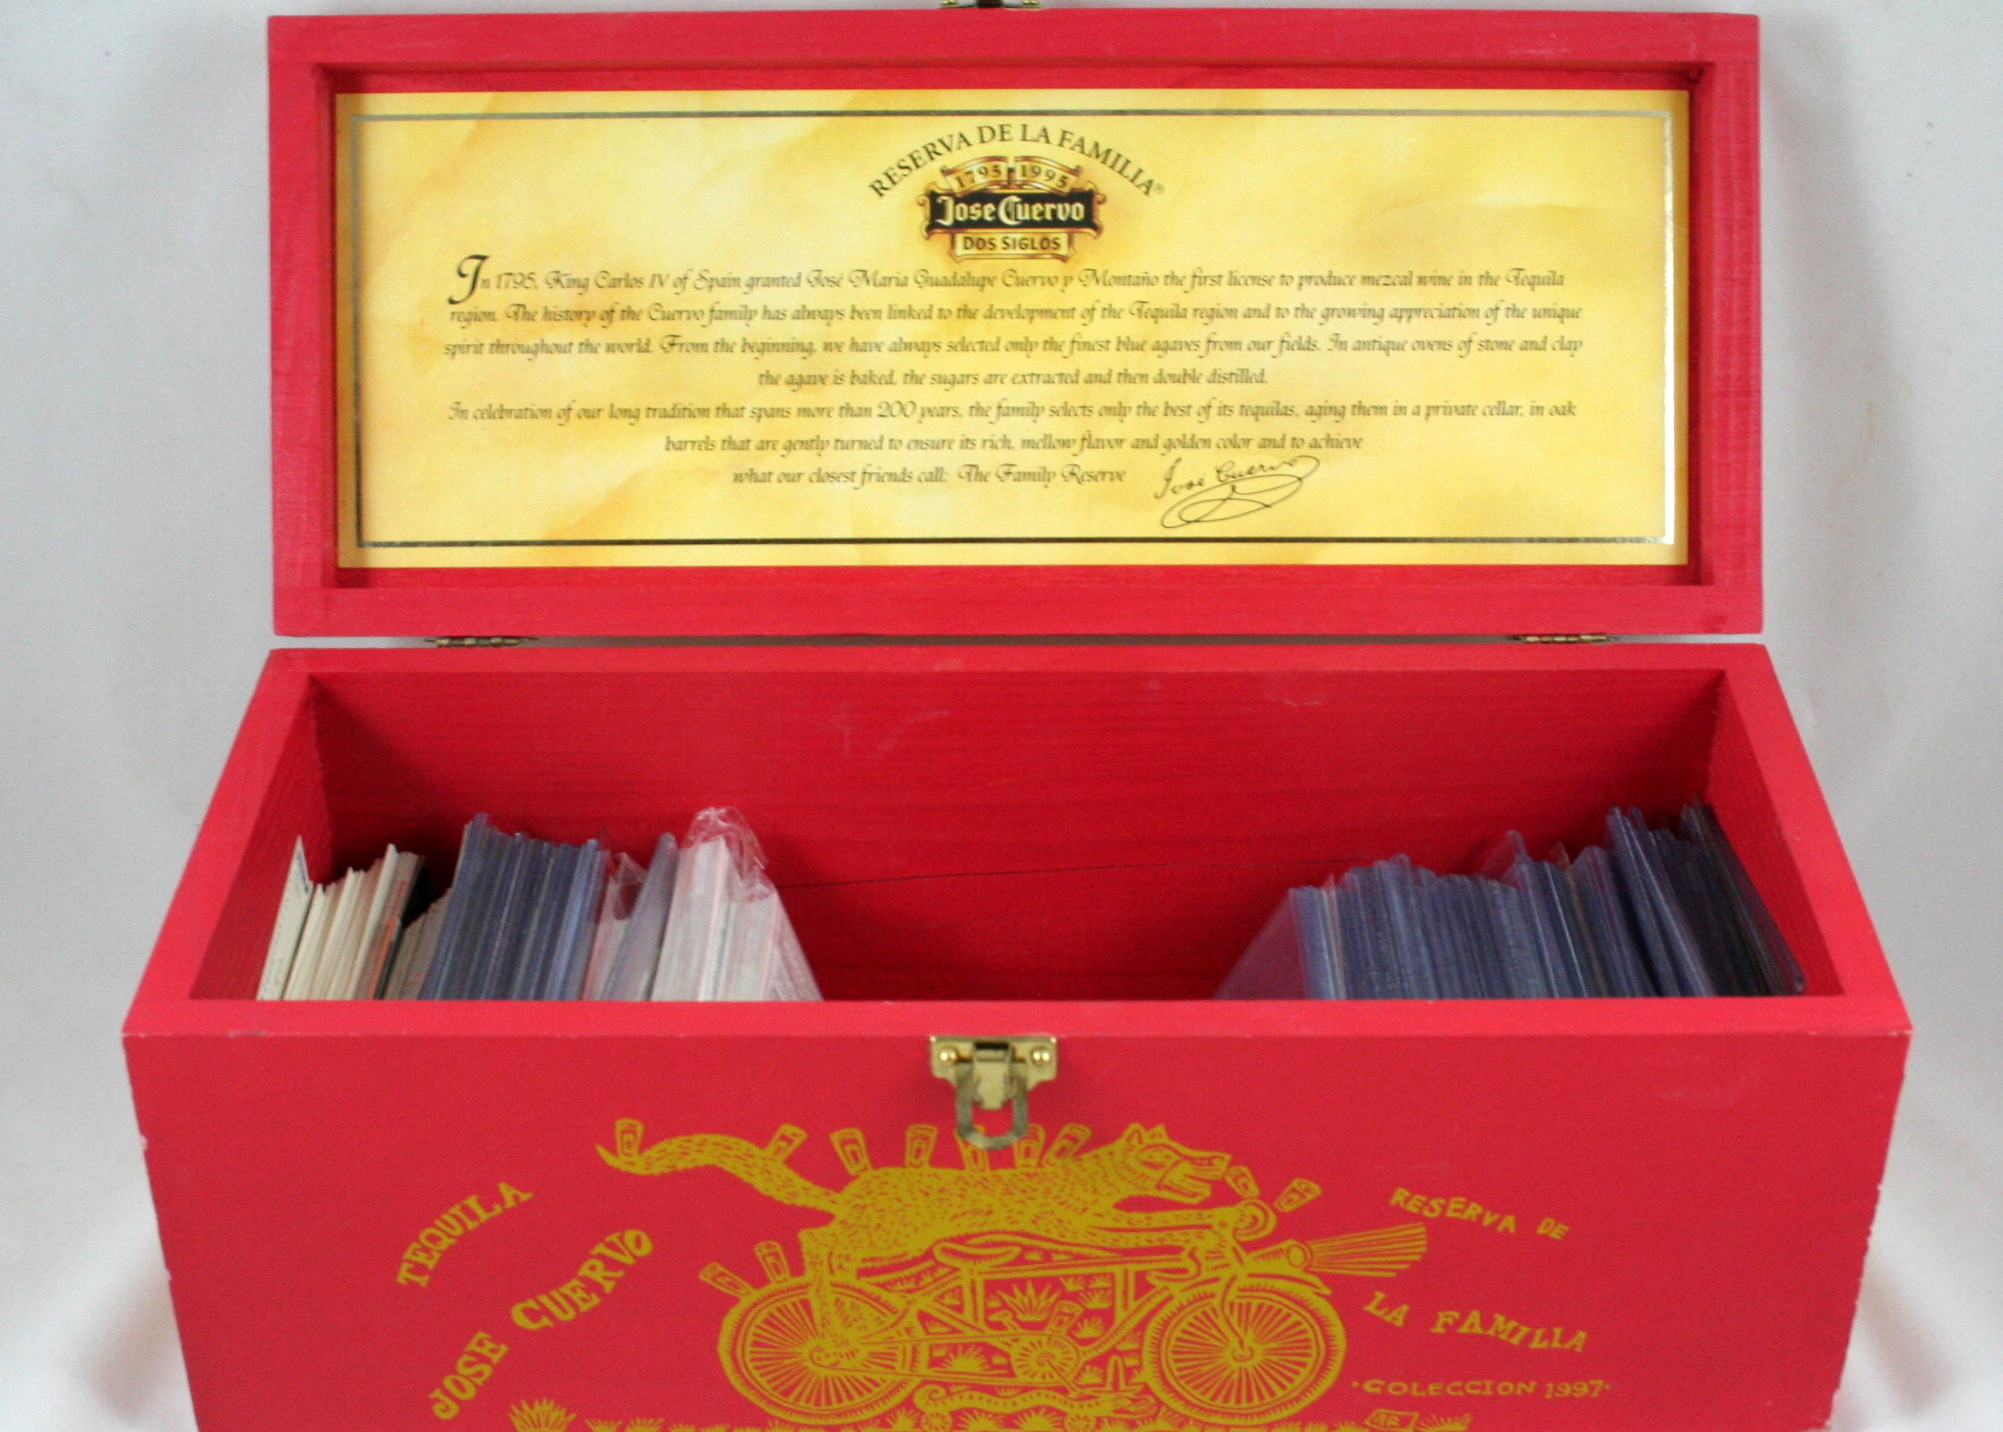 RESERVA DE LA FAMILIA®
1795 1995
Jose Cuervo
DOS SIGLOS
In 1795, King Carlos IV of Spain granted José Maria Guadalupe Cuervo y Montaño the first license to produce mezcal wine in the Tequila
region. The history of the Cuervo family has always been linked to the development of the Tequila region and to the growing appreciation of the unique
spirit throughout the world. From the beginning, we have always selected only the finest blue agaves from our fields. In antique ovens of stone and clay
the agave is baked, the sugars are extracted and then double distilled.
In celebration of our long tradition that spans more than 200 years, the family selects only the best of its tequilas, aging them in a private cellar, in oak
barrels that are gently turned to ensure its rich, mellow flavor and golden color and to achieve
what our closest friends call: The Family Reserve
José Cuervo
TEQUILA
JOSE CUERVO
RESERVA DE
LA FAMILIA
·COLECCION 1997·
AR